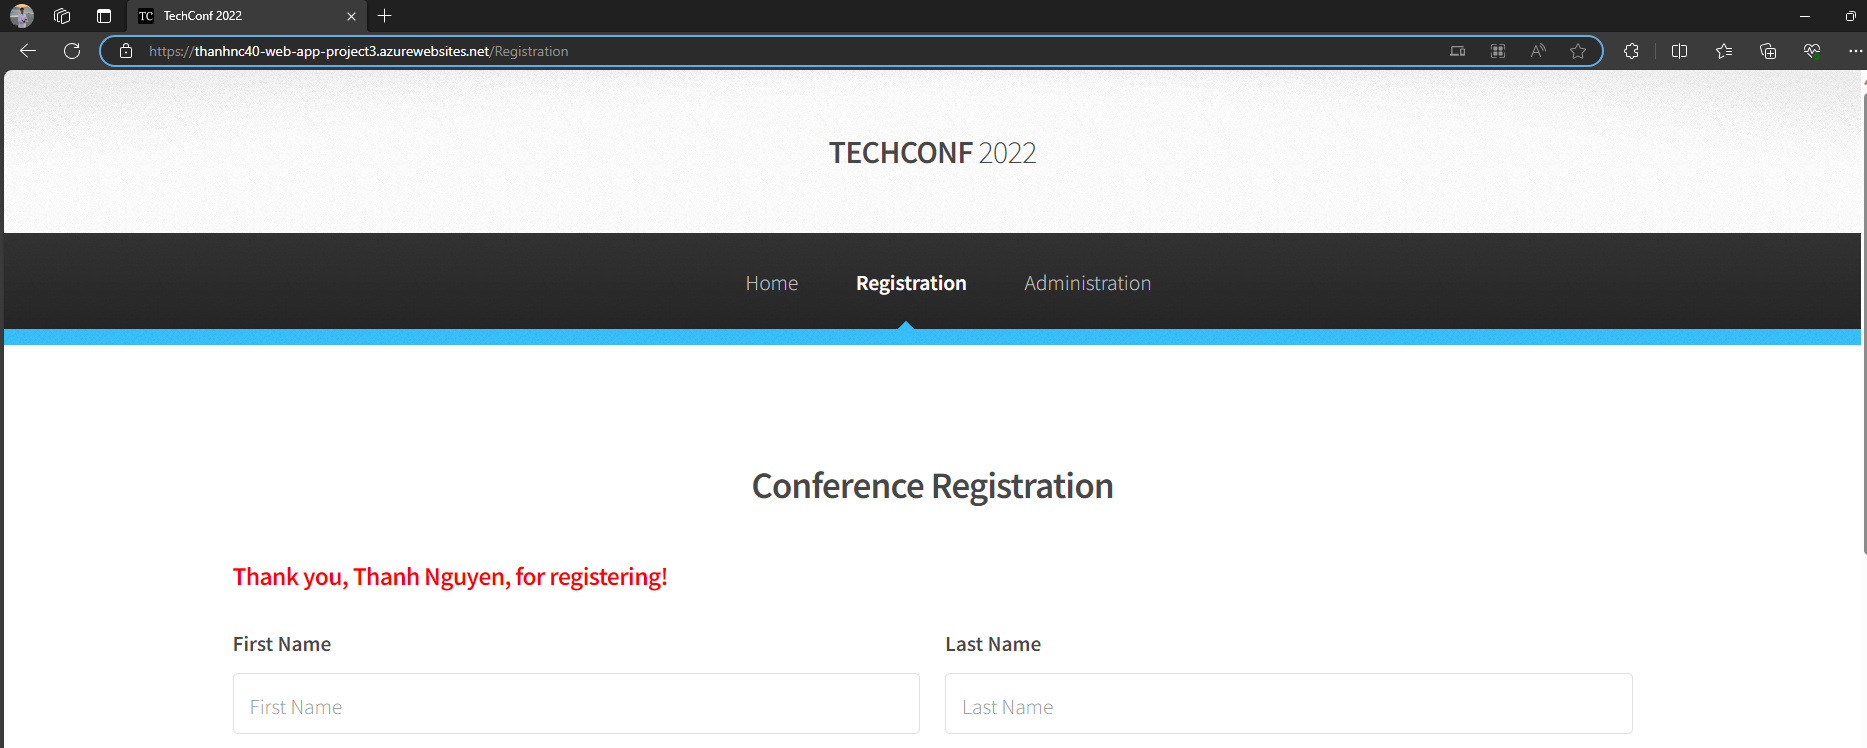 TC TechConf 2022
https://thanhnc40-web-app-project3.azurewebsites.net/Registration
TECHCONF 2022
Home Registration Administration
Conference Registration
Thank you, Thanh Nguyen, for registering!
First Name Last Name
First Name Last Name